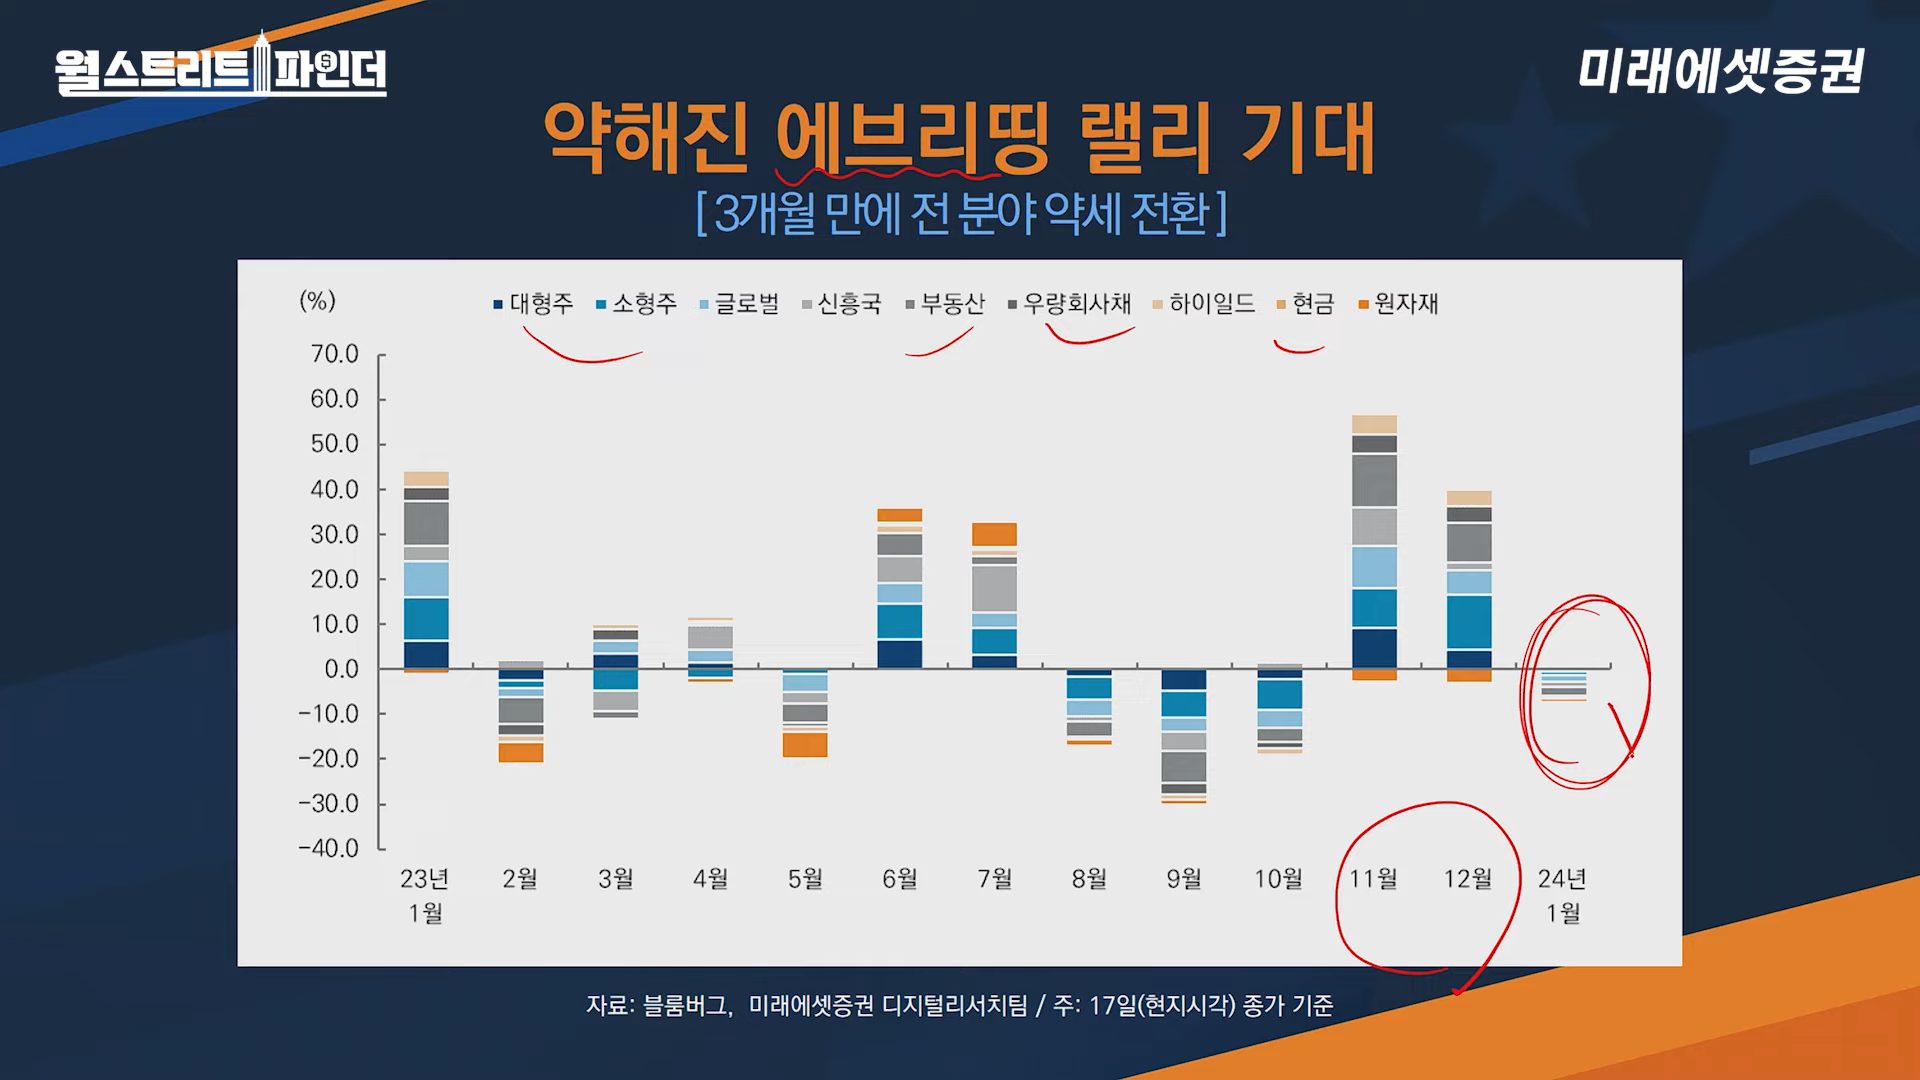 월스트리트 파인더
미래에셋증권
약해진 에브리띵 랠리 기대
[ 3개월 만에 전 분야 약세 전환 ]
(%)
대형주 소형주 글로벌 신흥국 부동산 우량회사채 하이일드 현금 원자재
70.0
60.0
50.0
40.0
30.0
20.0
10.0
0.0
-10.0
-20.0
-30.0
-40.0
23년 2월 3월 4월 5월 6월 7월 8월 9월 10월 11월 12월 24년
1월 1월
자료: 블룸버그, 미래에셋증권 디지털리서치팀 / 주: 17일(현지시각) 종가 기준